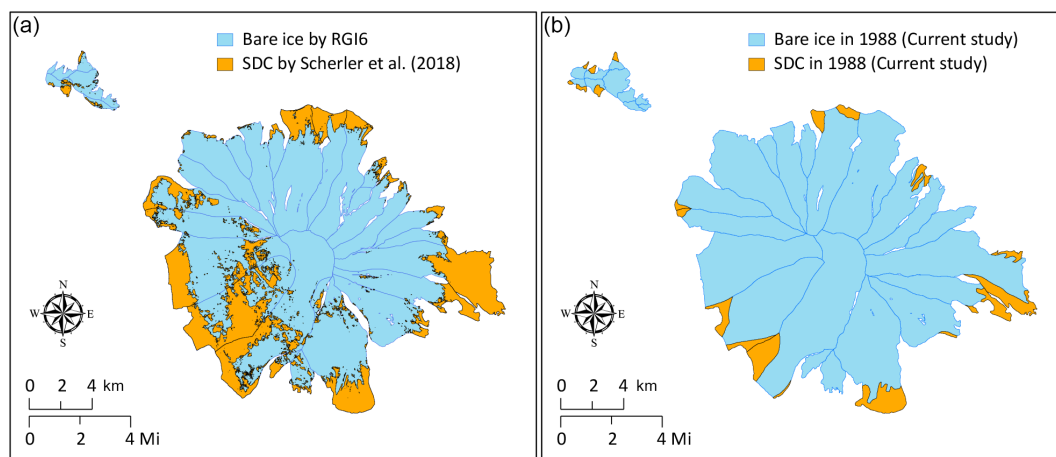 (a)
Bare ice by RGI6
SDC by Scherler et al. (2018)
N
W E
S
0 2 4 km
0 2 4 Mi
(b)
Bare ice in 1988 (Current study)
SDC in 1988 (Current study)
N
W E
S
0 2 4 km
0 2 4 Mi